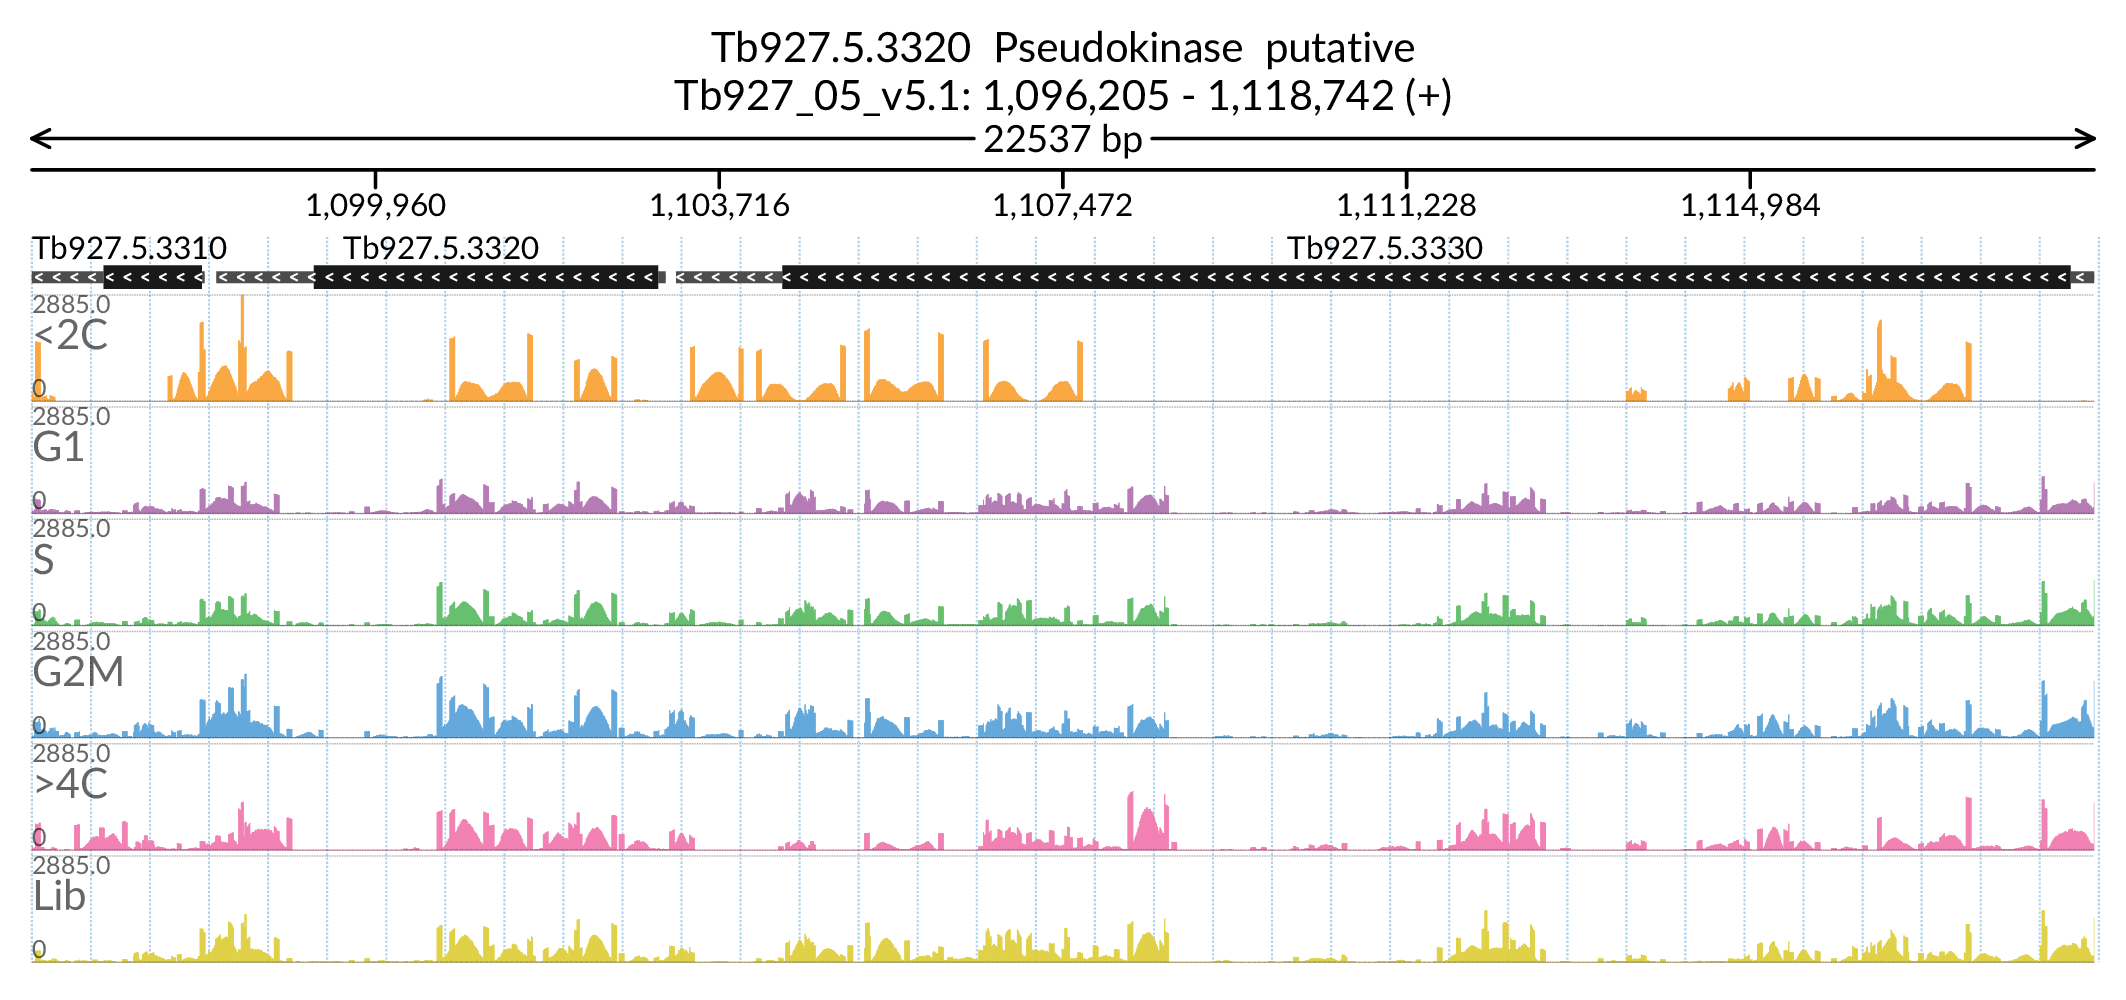 Tb927.5.3320 Pseudokinase putative
Tb927_05_v5.1: 1,096,205 - 1,118,742 (+)
22537 bp
1,099,960 1,103,716 1,107,472 1,111,228 1,114,984
Tb927.5.3310 Tb927.5.3320 Tb927.5.3330
2885.0
<2C
0
2885.0
G1
0
2885.0
S
0
2885.0
G2M
0
2885.0
>4C
0
2885.0
Lib
0